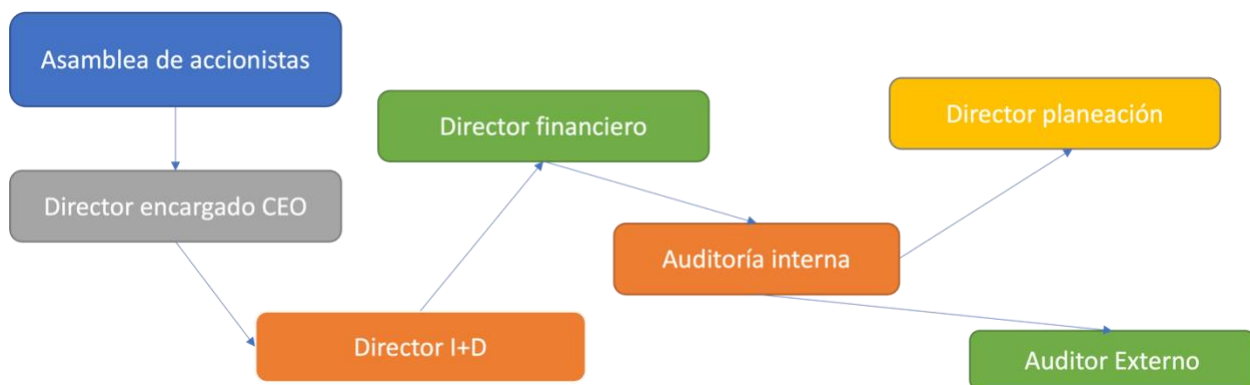 Asamblea de accionistas
Director financiero
Director planeación
Director encargado CEO
Auditoría interna
Director I+D
Auditor Externo